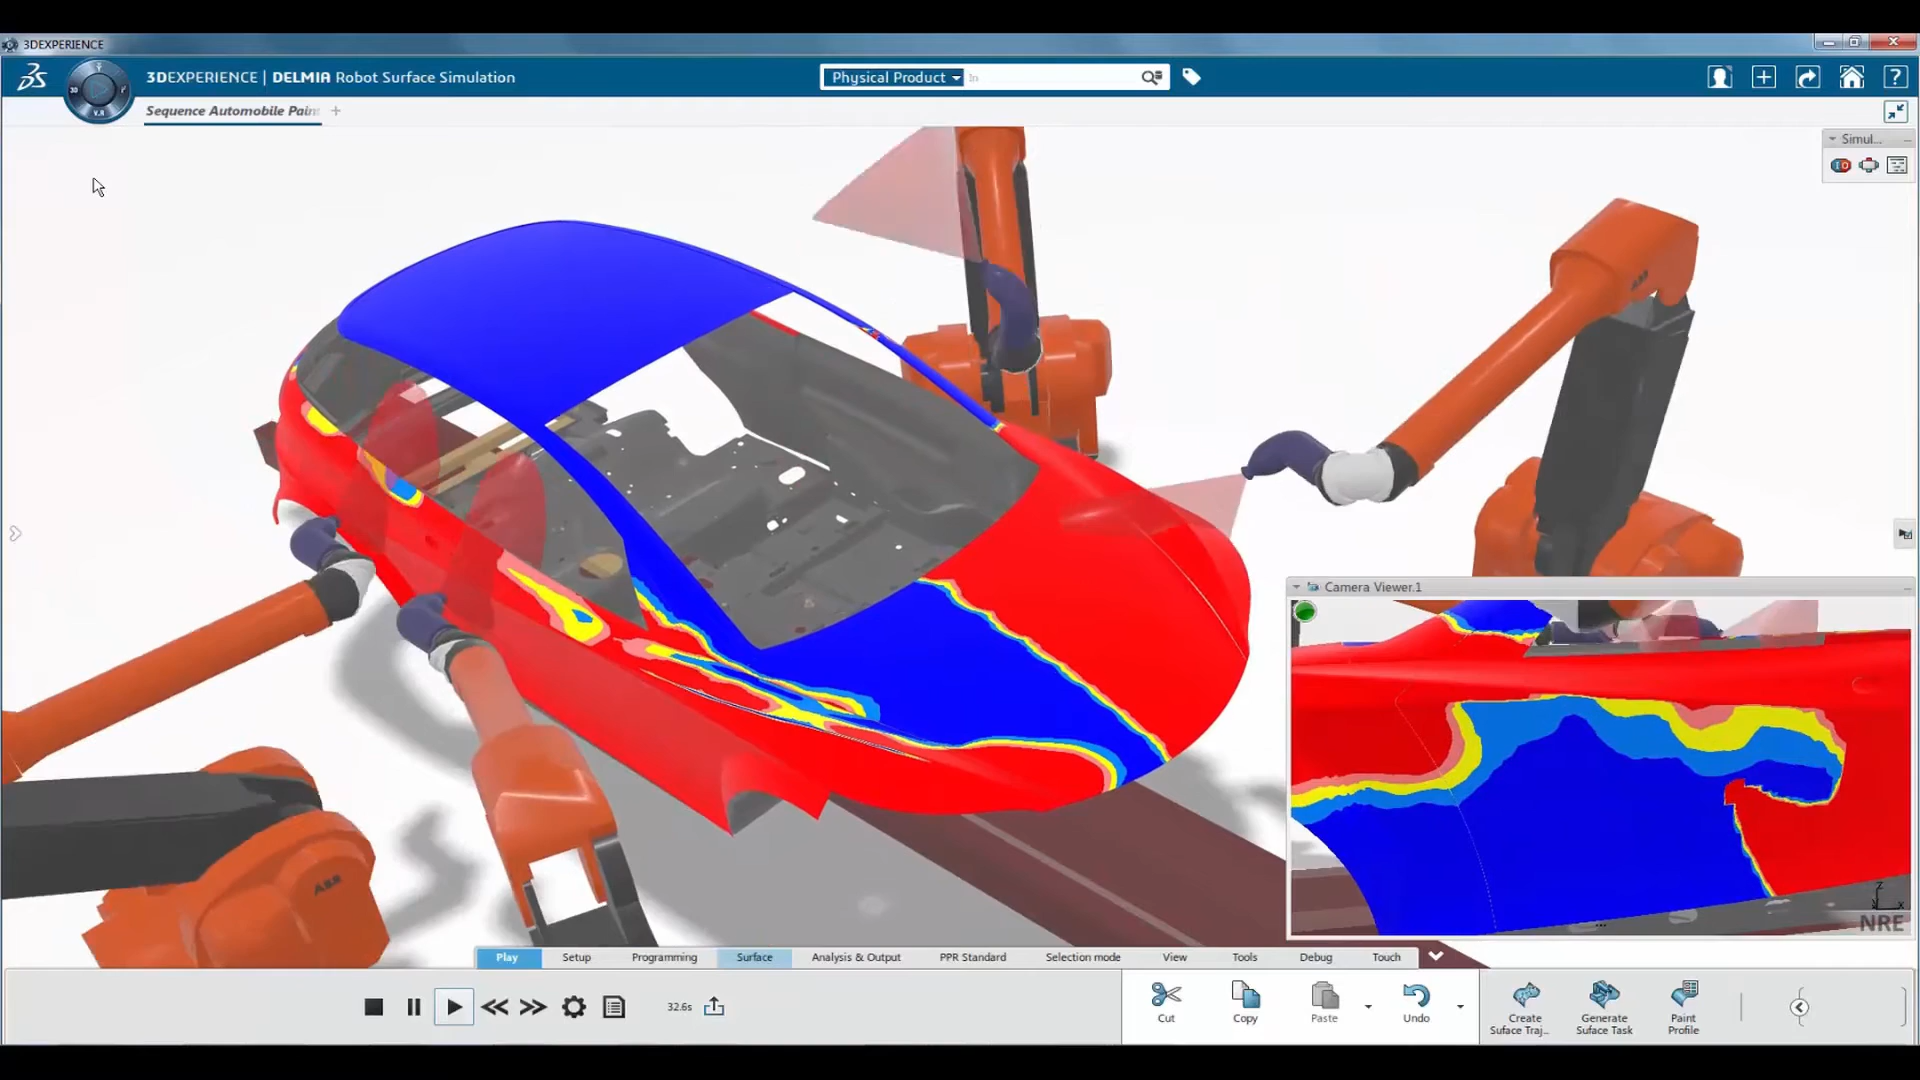 3DEXPERIENCE
3DEXPERIENCE | DELMIA Robot Surface Simulation
Physical Product
In
Sequence Automobile Pain
Simul...
ABB
Camera Viewer.1
NRE
Play
Setup
Programming
Surface
Analysis & Output
PPR Standard
Selection mode
View
Tools
Debug
Touch
32.6s
Cut
Copy
Paste
Undo
Create
Suface Traj...
Generate
Suface Task
Paint
Profile